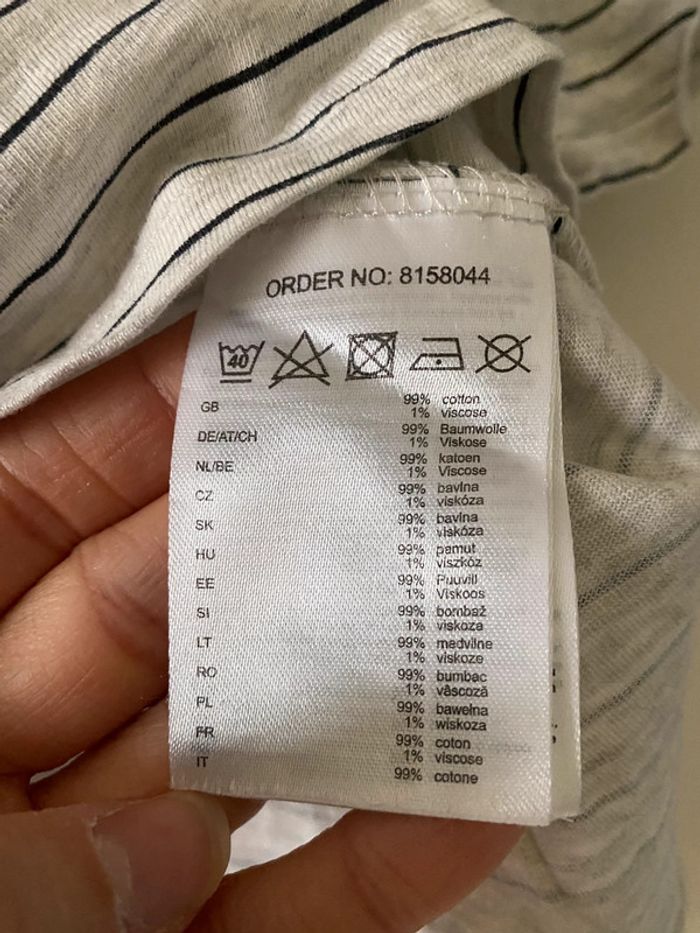 ORDER NO: 8158044
40
GB 99% cotton
1% viscose
DE/AT/CH 99% Baumwolle
1% Viskose
NL/BE 99% katoen
1% Viscose
CZ 99% bavlna
1% viskóza
SK 99% bavlna
1% viskóza
HU 99% pamut
1% viszkóz
EE 99% Puuvill
1% Viskoos
SI 99% bombaž
1% viskoza
LT 99% medvilne
1% viskoze
RO 99% bumbac
1% vâscoză
PL 99% bawełna
1% wiskoza
FR 99% coton
1% viscose
IT 99% cotone